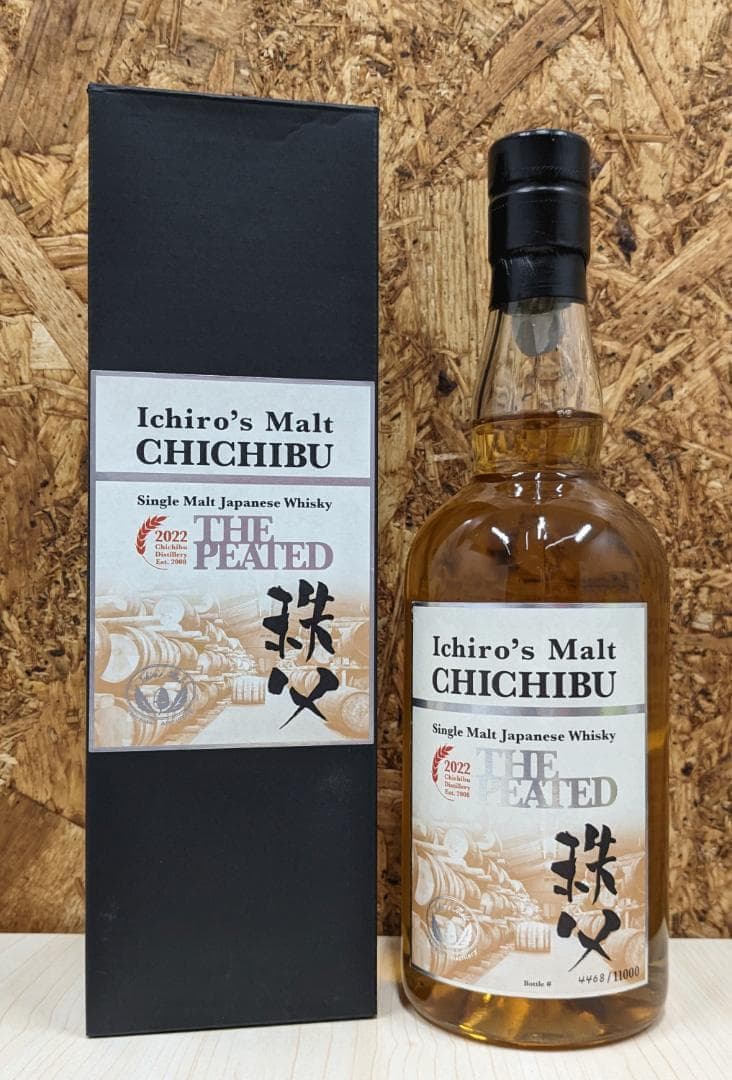 Ichiro's Malt
CHICHIBU
Single Malt Japanese Whisky
2022
Chichibu
Distillery
Est. 2008
THE
PEATED
秩父
Ichiro's Malt
CHICHIBU
Single Malt Japanese Whisky
2022
Chichibu
Distillery
Est. 2008
THE
PEATED
秩父
Bottle # 4468/11000